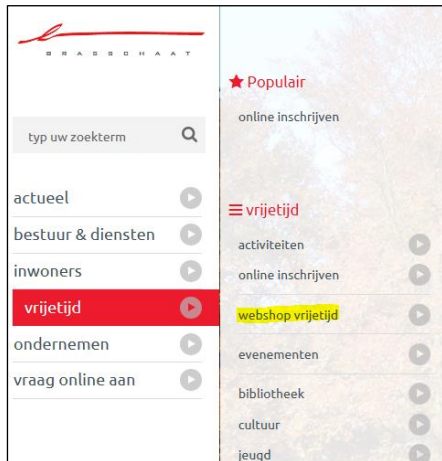 BRASSCHAAT
typ uw zoekterm
actueel
bestuur & diensten
inwoners
vrijetijd
ondernemen
vraag online aan
Populair
online inschrijven
vrijetijd
activiteiten
online inschrijven
webshop vrijetijd
evenementen
bibliotheek
cultuur
jeugd